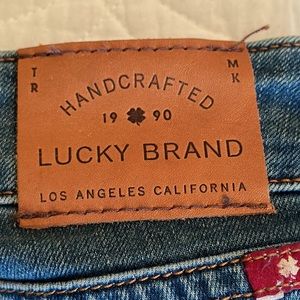 TR MK
HANDCRAFTED
19 90
LUCKY BRAND
LOS ANGELES CALIFORNIA